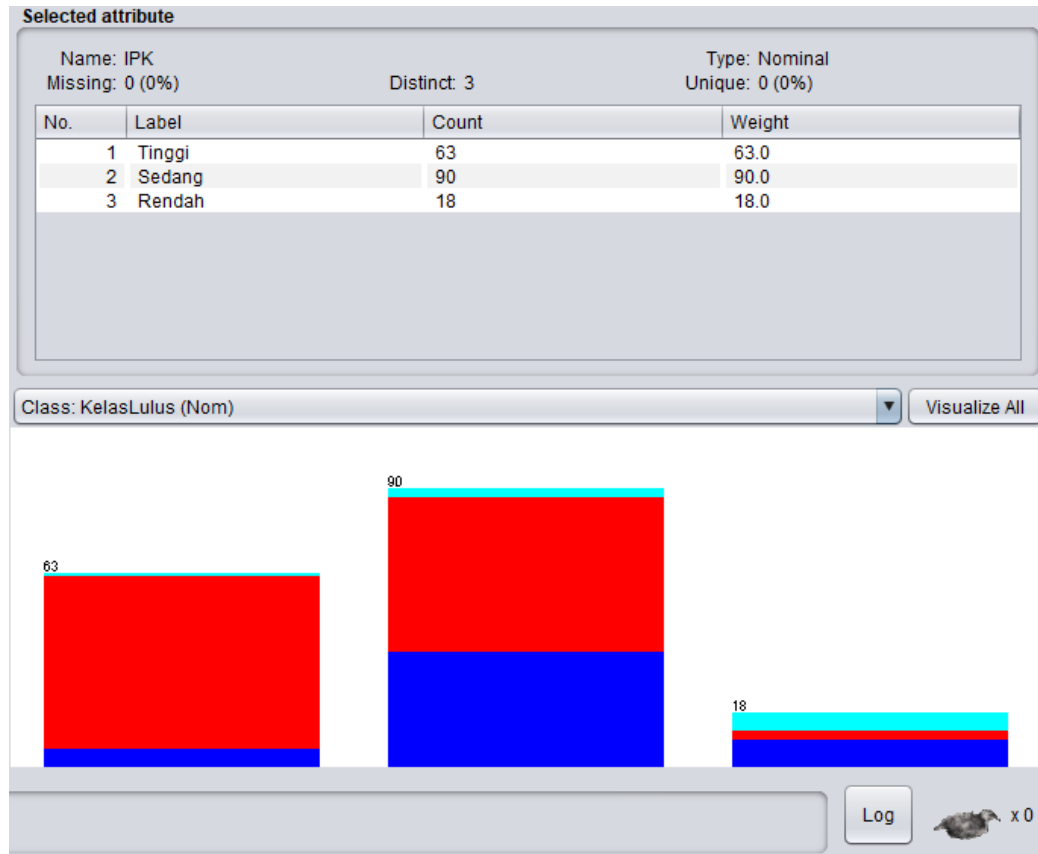 Selected attribute
Name: IPK Type: Nominal
Missing: 0 (0%) Distinct: 3 Unique: 0 (0%)
No. Label Count Weight
1 Tinggi 63 63.0
2 Sedang 90 90.0
3 Rendah 18 18.0
Class: KelasLulus (Nom) Visualize All
90
63
18
Log x 0